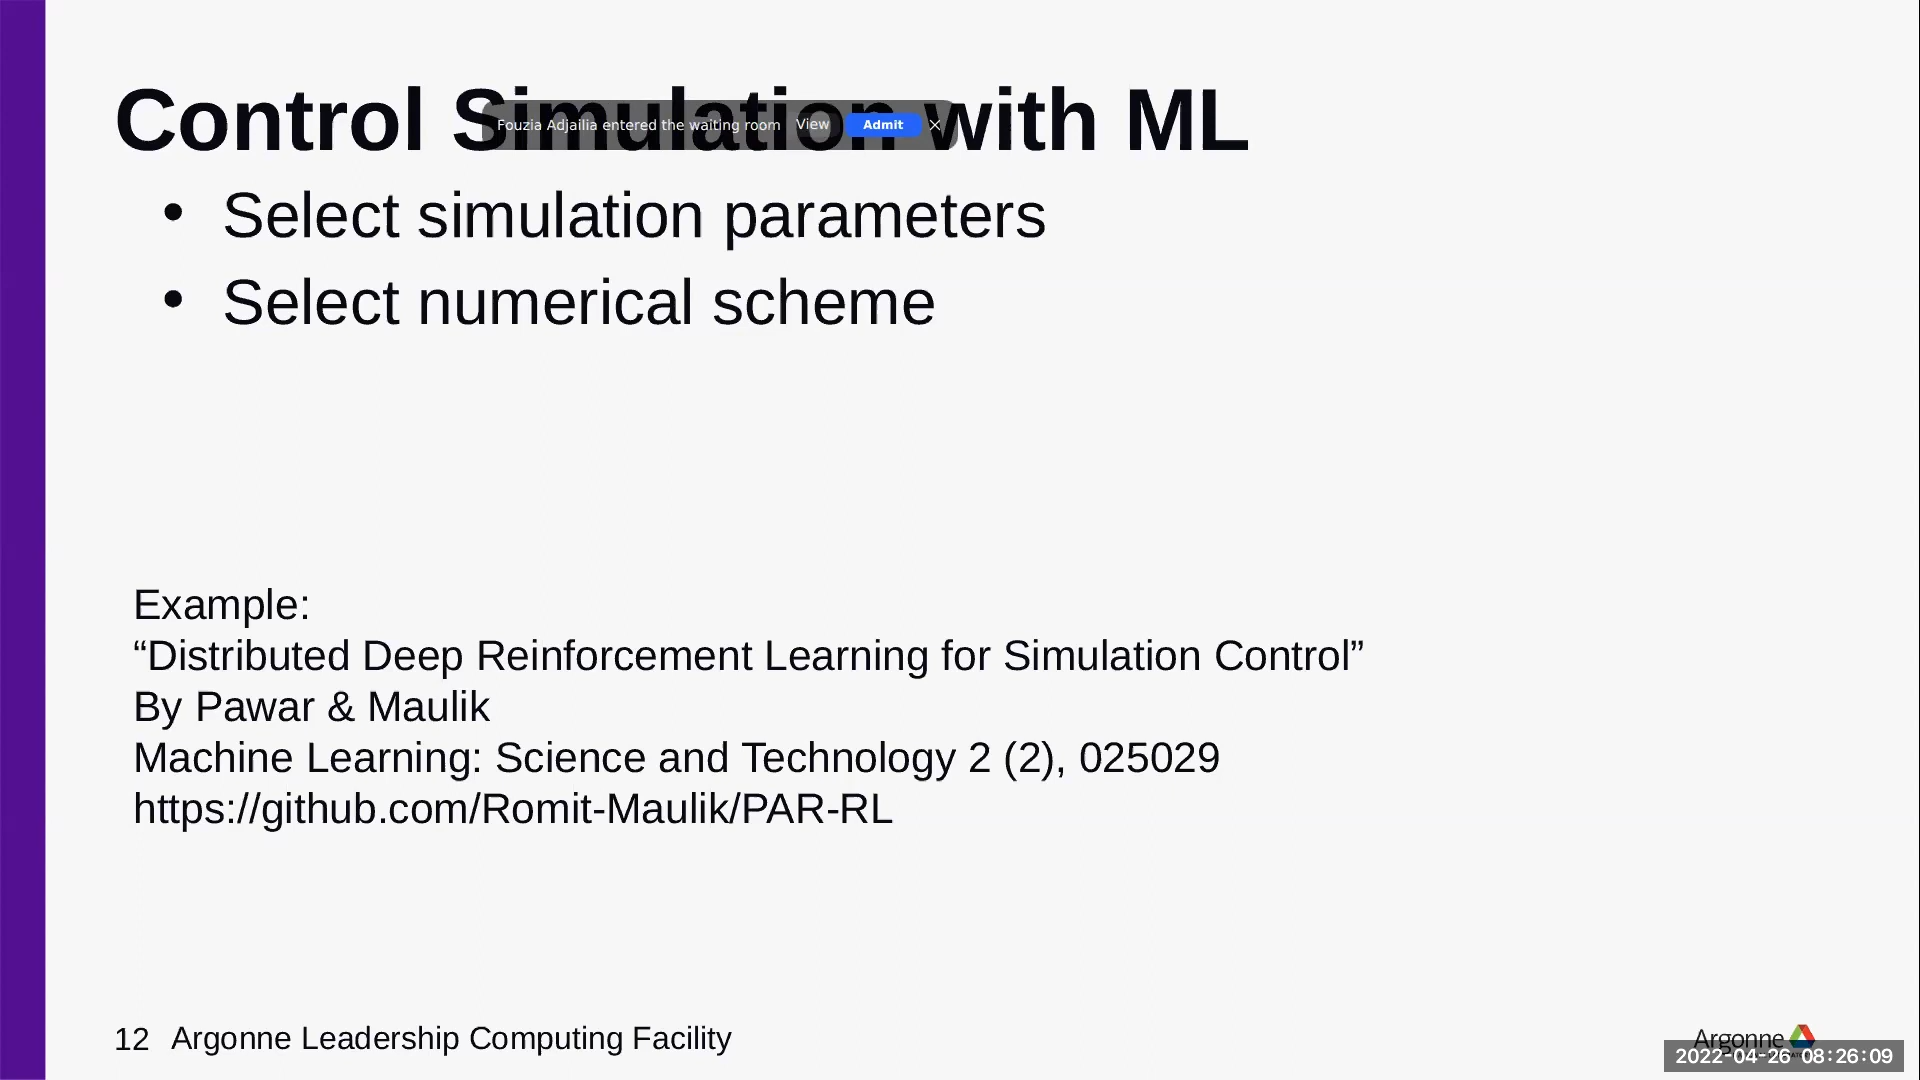 Control Simulation with ML
Fouzia Adjailia entered the waiting room View Admit
• Select simulation parameters
• Select numerical scheme
Example:
“Distributed Deep Reinforcement Learning for Simulation Control”
By Pawar & Maulik
Machine Learning: Science and Technology 2 (2), 025029
https://github.com/Romit-Maulik/PAR-RL
12 Argonne Leadership Computing Facility
Argonne
2022-04-26 08:26:09